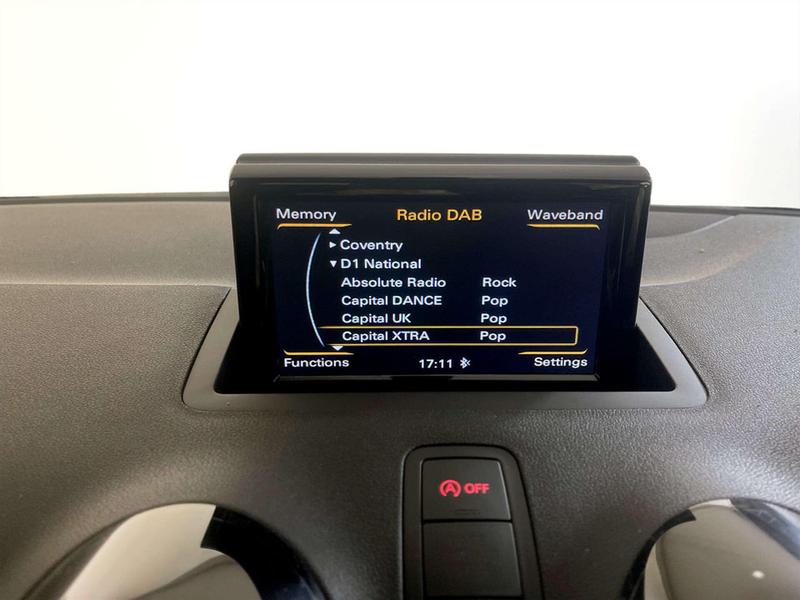 Memory Radio DAB Waveband
Coventry
D1 National
Absolute Radio Rock
Capital DANCE Pop
Capital UK Pop
Capital XTRA Pop
Functions 17:11 Settings
A OFF